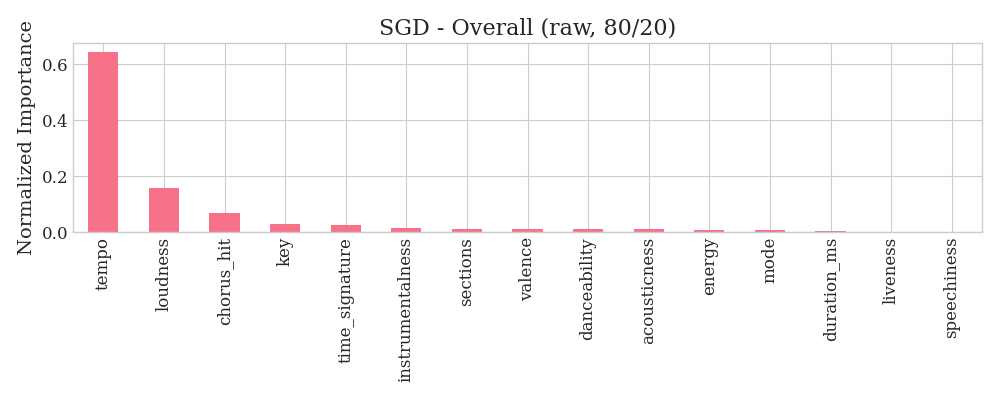 SGD - Overall (raw, 80/20)
Normalized Importance
0.6
0.4
0.2
0.0
tempo
loudness
chorus_hit
key
time_signature
instrumentalness
sections
valence
danceability
acousticness
energy
mode
duration_ms
liveness
speechiness